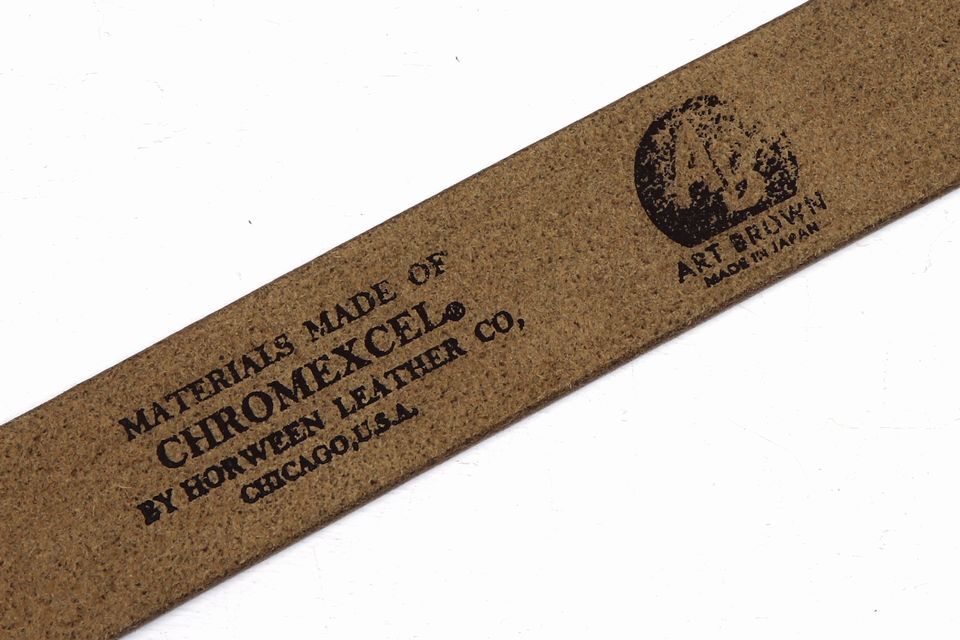 MATERIALS MADE OF
CHROMEXCEL®
BY HORWEEN LEATHER CO,
CHICAGO,U.S.A.
AB
ART BROWN
MADE IN JAPAN